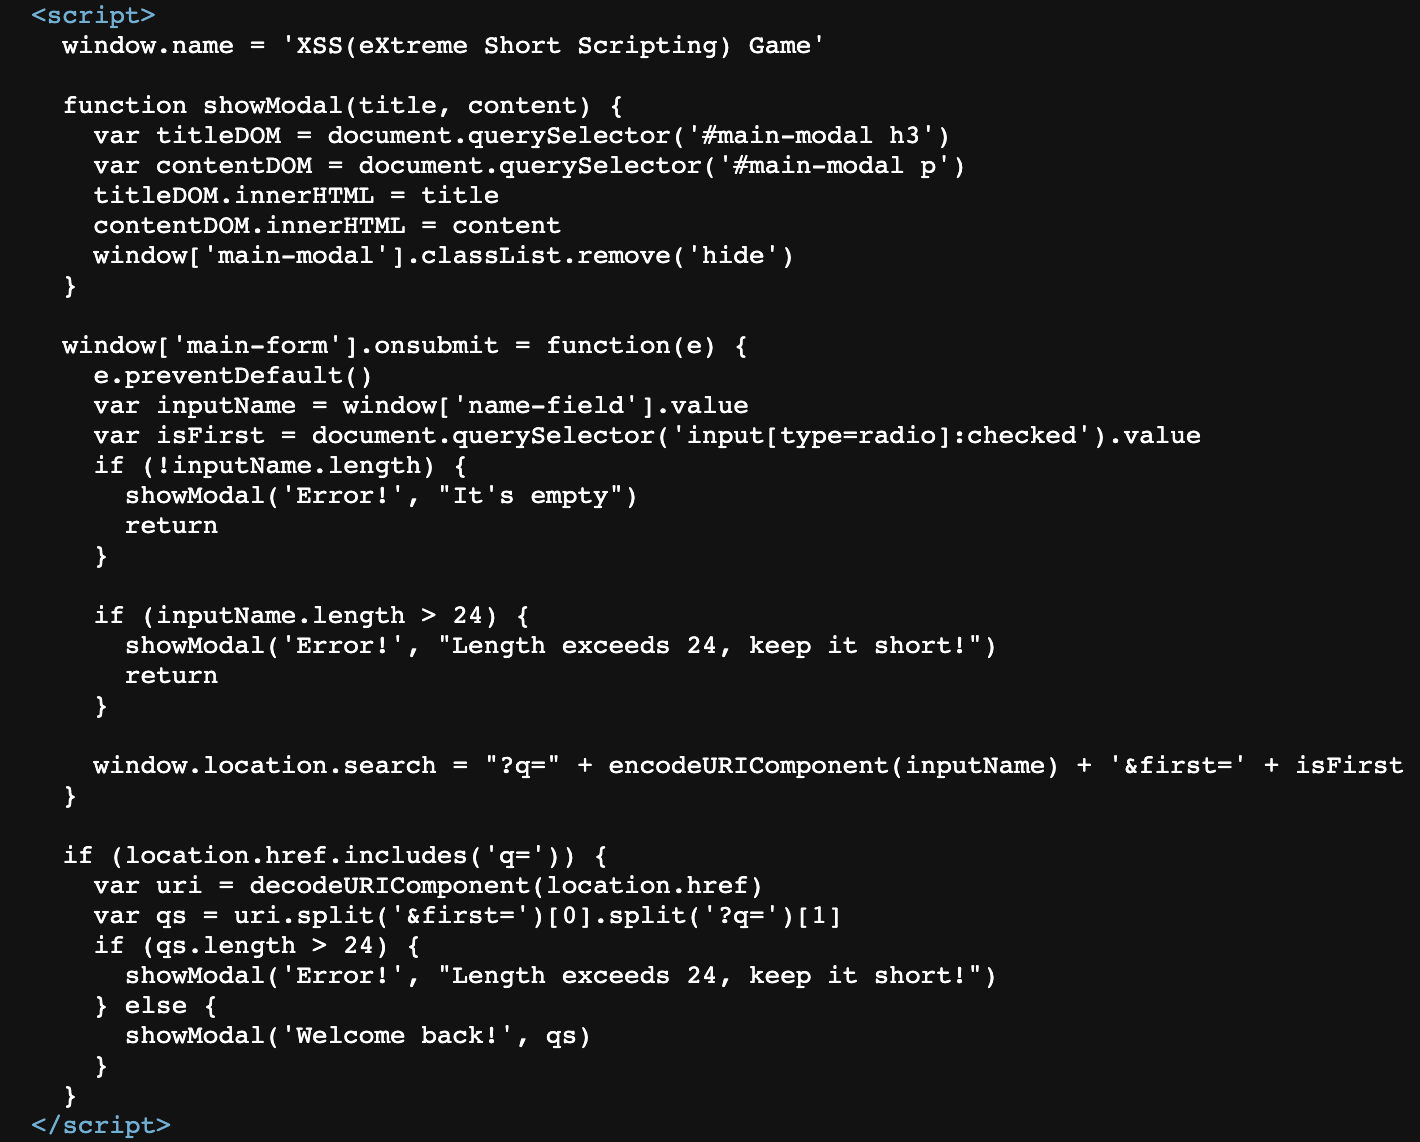 <script>
window.name = 'XSS(eXtreme Short Scripting) Game'
function showModal(title, content) {
var titleDOM = document.querySelector('#main-modal h3')
var contentDOM = document.querySelector('#main-modal p')
titleDOM.innerHTML = title
contentDOM.innerHTML = content
window['main-modal'].classList.remove('hide')
}
window['main-form'].onsubmit = function(e) {
e.preventDefault()
var inputName = window['name-field'].value
var isFirst = document.querySelector('input[type=radio]:checked').value
if (!inputName.length) {
showModal('Error!', "It's empty")
return
}
if (inputName.length > 24) {
showModal('Error!', "Length exceeds 24, keep it short!")
return
}
window.location.search = "?q=" + encodeURIComponent(inputName) + '&first=' + isFirst
}
if (location.href.includes('q=')) {
var uri = decodeURIComponent(location.href)
var qs = uri.split('&first=')[0].split('?q=')[1]
if (qs.length > 24) {
showModal('Error!', "Length exceeds 24, keep it short!")
} else {
showModal('Welcome back!', qs)
}
}
</script>